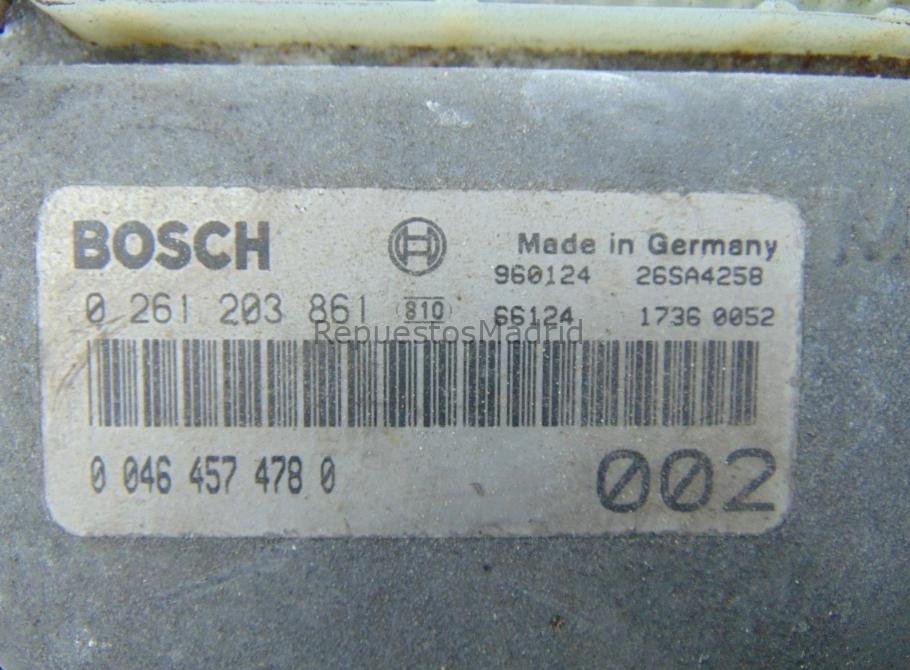 BOSCH
Made in Germany
960124 26SA4258
0 261 203 861 810 66124 1736 0052
RepuestosMadrid
0 046 457 478 0
002